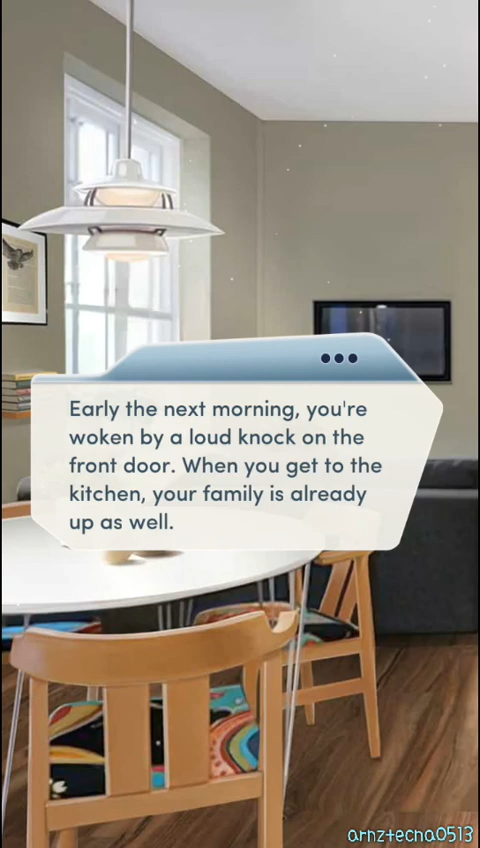 Early the next morning, you're
woken by a loud knock on the
front door. When you get to the
kitchen, your family is already
up as well.
arnztecna0513